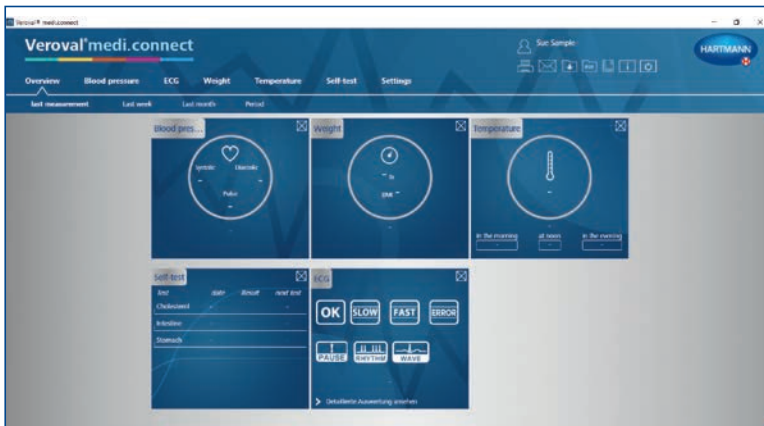 Veroval® medi.connect
Veroval® medi.connect
Sue Sample
HARTMANN
Overview Blood pressure ECG Weight Temperature Self-test Settings
last measurement Last week Last month Period
Blood pres... Weight Temperature
Systolic Diastolic
Pulse
BMI
in the morning at noon in the evening
Self-test ECG
Test date Result next test
Cholesterol
Intestine
Stomach
OK SLOW FAST ERROR
PAUSE RHYTHM WAVE
Detaillierte Auswertung ansehen